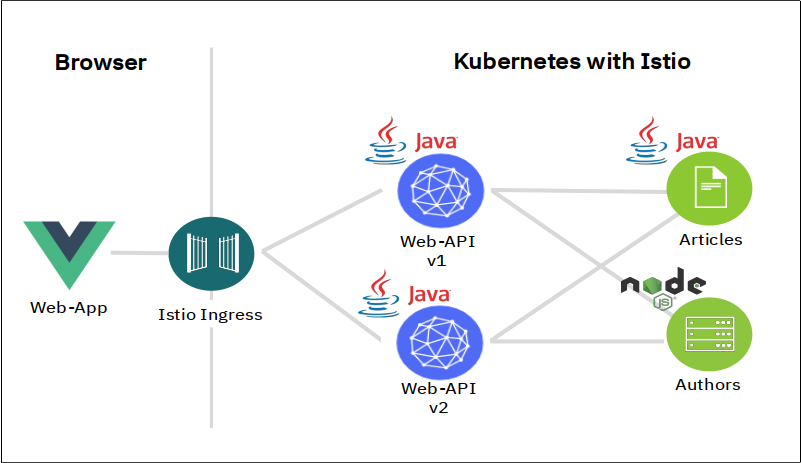 Browser
Kubernetes with Istio
Java
Java
Web-API
v1
Articles
Web-App
Istio Ingress
Java
node
JS
Web-API
v2
Authors